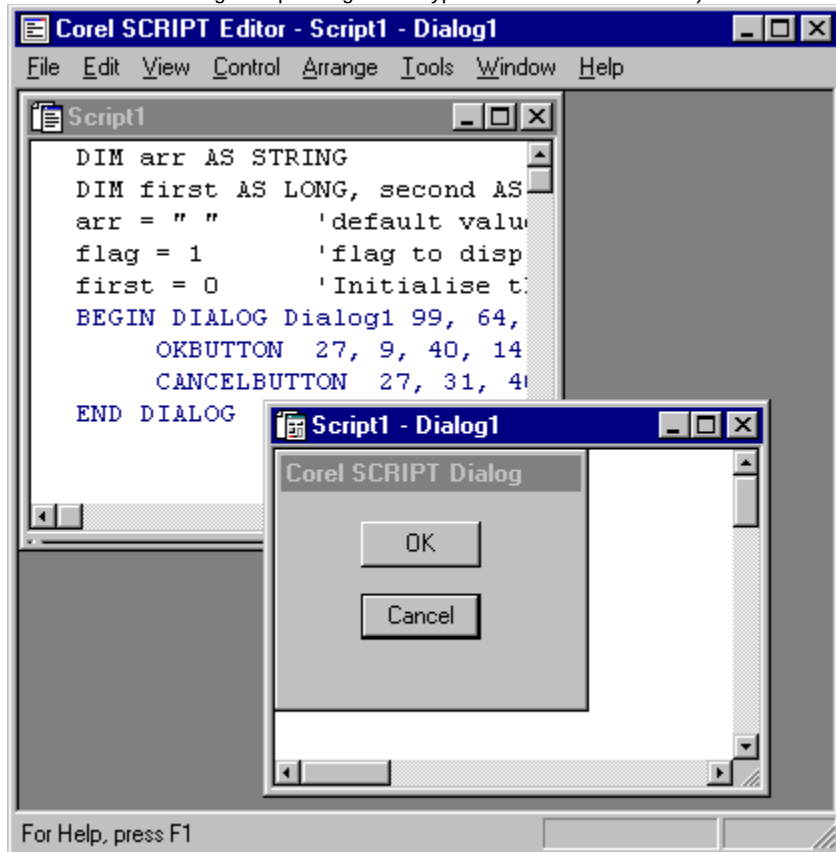 Corel SCRIPT Editor - Script1 - Dialog1
File Edit View Control Arrange Tools Window Help
Script1
DIM arr AS STRING
DIM first AS LONG, second AS
arr = " " 'default valu
flag = 1 'flag to disp
first = 0 'Initialise t
BEGIN DIALOG Dialog1 99, 64,
OKBUTTON 27, 9, 40, 14
CANCELBUTTON 27, 31, 4
END DIALOG
Script1 - Dialog1
Corel SCRIPT Dialog
OK
Cancel
For Help, press F1